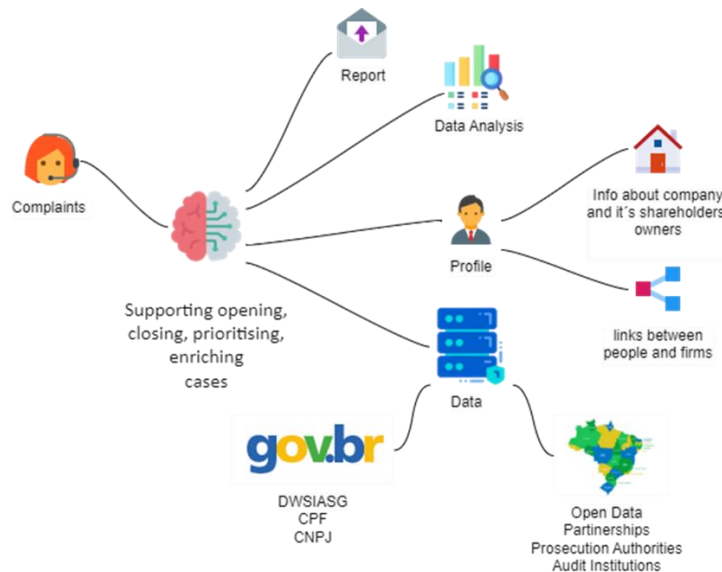 Report
Data Analysis
Complaints
Info about company
and it´s shareholders
owners
Profile
Supporting opening,
closing, prioritising,
enriching
cases
links between
people and firms
Data
gov.br
DWSIASG
CPF
CNPJ
Open Data
Partnerships
Prosecution Authorities
Audit Institutions